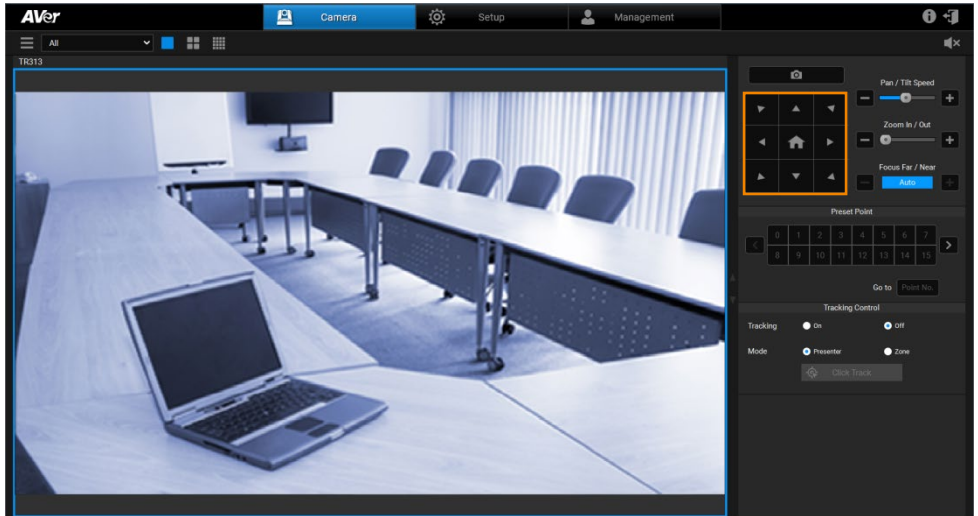 AVer
Camera
Setup
Management
All
TR313
Pan / Tilt Speed
Zoom In / Out
Focus Far / Near
Auto
Preset Point
0 1 2 3 4 5 6 7
8 9 10 11 12 13 14 15
Go to Point No.
Tracking Control
Tracking On Off
Mode Presenter Zone
Click Track